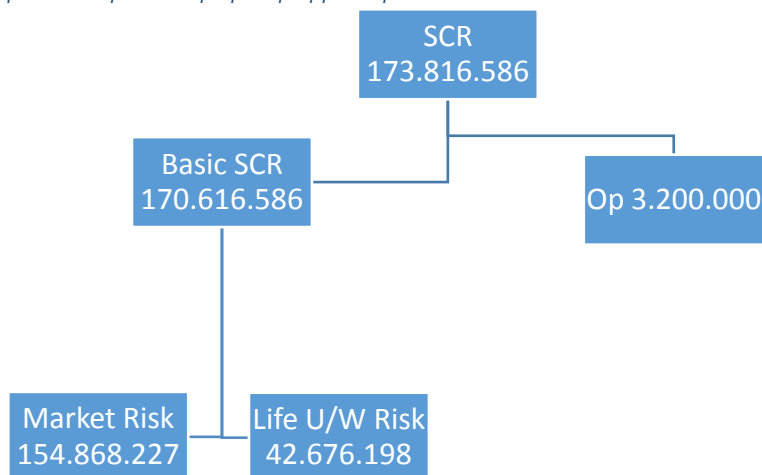 SCR
173.816.586
Basic SCR
170.616.586
Op 3.200.000
Market Risk
154.868.227
Life U/W Risk
42.676.198